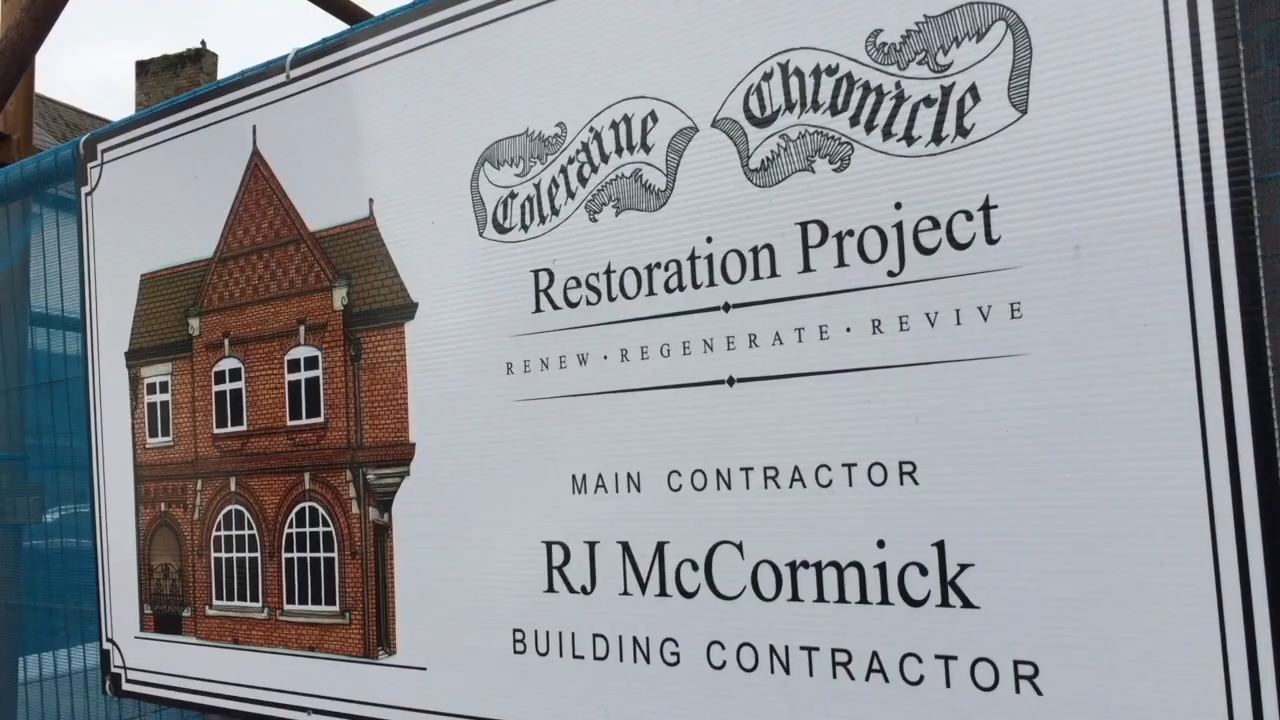 Coleraine Chronicle
Restoration Project
RENEW • REGENERATE • REVIVE
MAIN CONTRACTOR
RJ McCormick
BUILDING CONTRACTOR